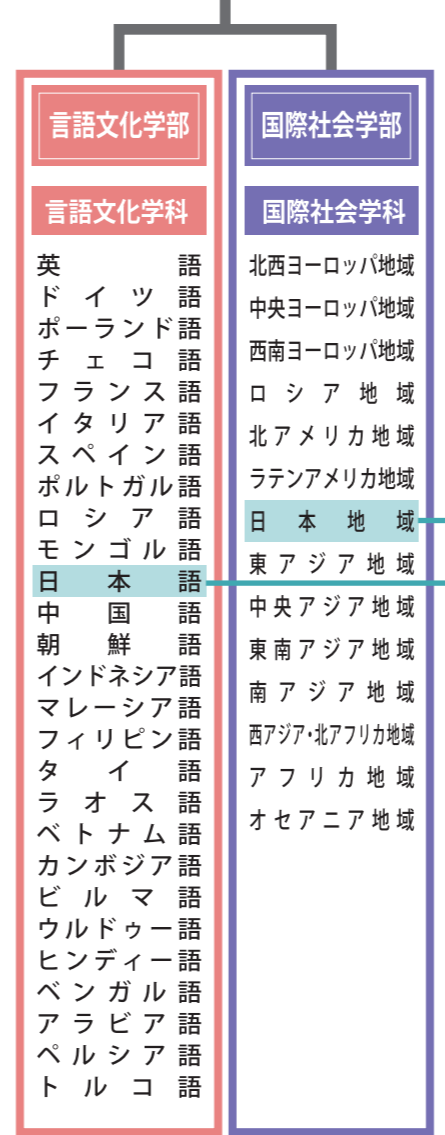 言語文化学部
言語文化学科
英語
ドイツ語
ポーランド語
チェコ語
フランス語
イタリア語
スペイン語
ポルトガル語
ロシア語
モンゴル語
日本語
中国語
朝鮮語
インドネシア語
マレーシア語
フィリピン語
タイ語
ラオス語
ベトナム語
カンボジア語
ビルマ語
ウルドゥー語
ヒンディー語
ベンガル語
アラビア語
ペルシア語
トルコ語
国際社会学部
国際社会学科
北西ヨーロッパ地域
中央ヨーロッパ地域
西南ヨーロッパ地域
ロシア地域
北アメリカ地域
ラテンアメリカ地域
日本地域
東アジア地域
中央アジア地域
東南アジア地域
南アジア地域
西アジア・北アフリカ地域
アフリカ地域
オセアニア地域